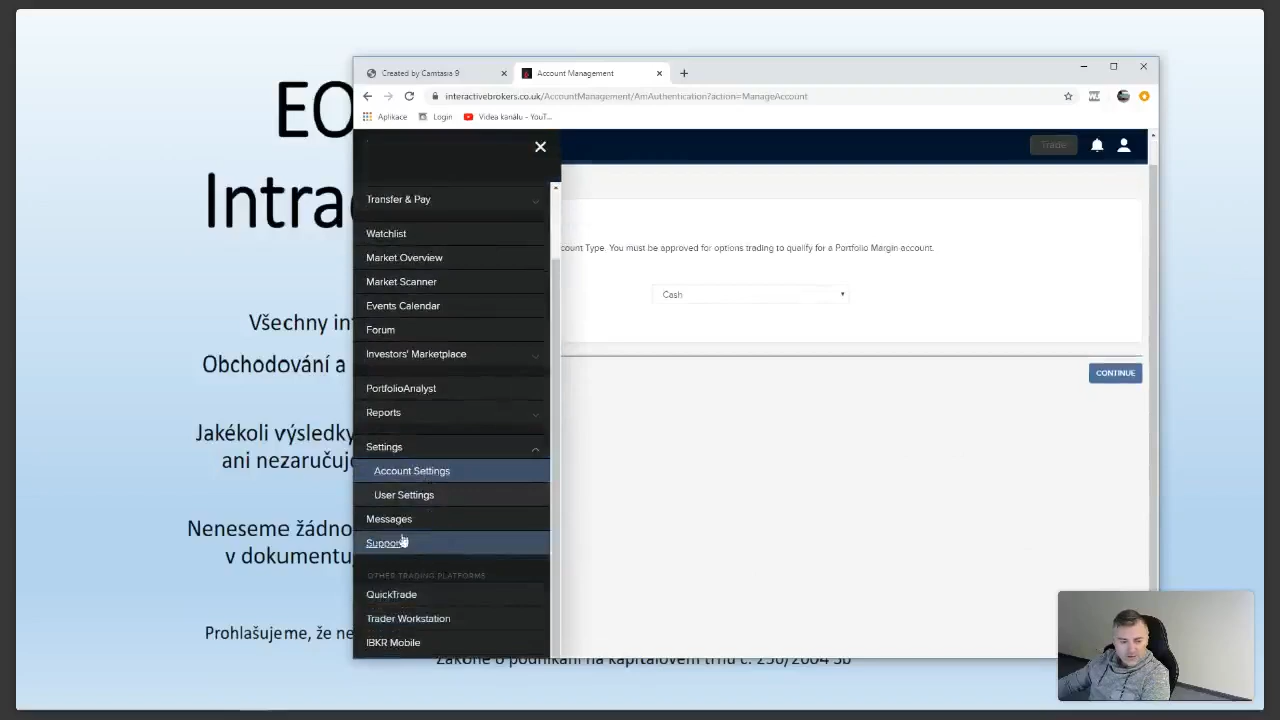 EO
Intra
Všechny in
Obchodování a
Jakékoli výsledky
ani nezaručuj
Neneseme žádno
v dokumentu
Prohlašujeme, že ne
Zákoně o podnikání na kapitálovém trhu č. 256/2004 Sb
Created by Camtasia 9
Account Management
interactivebrokers.co.uk/AccountManagement/AmAuthentication?action=ManageAccount
Aplikace
Login
Videa kanálu - YouT...
Trade
Transfer & Pay
Watchlist
Market Overview
Market Scanner
Events Calendar
Forum
Investors' Marketplace
PortfolioAnalyst
Reports
Settings
Account Settings
User Settings
Messages
Support
OTHER TRADING PLATFORMS
QuickTrade
Trader Workstation
IBKR Mobile
count Type. You must be approved for options trading to qualify for a Portfolio Margin account.
Cash
CONTINUE